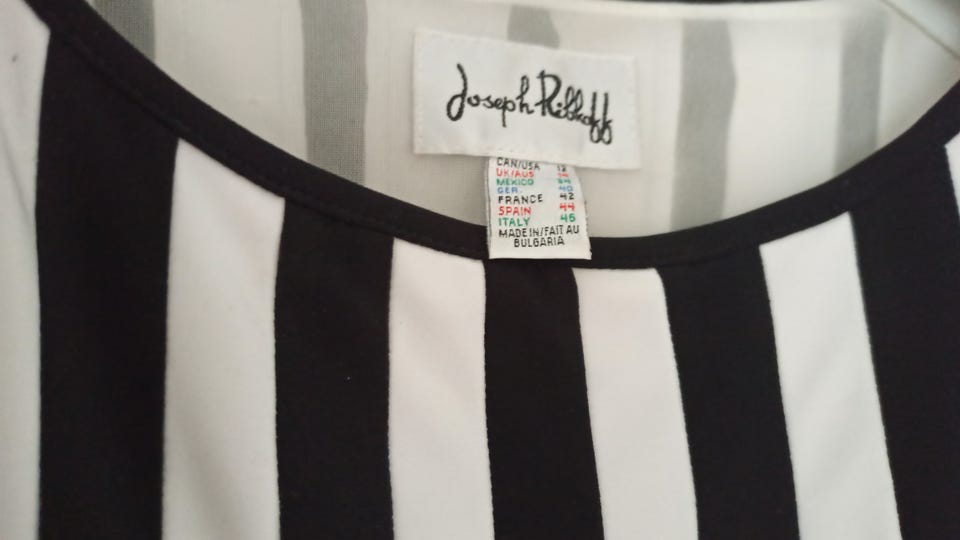 Joseph Ribkoff
CAN/USA 12
UK/AUS 14
MEXICO
GER. 40
FRANCE 42
SPAIN 44
ITALY 46
MADE IN/FAIT AU
BULGARIA